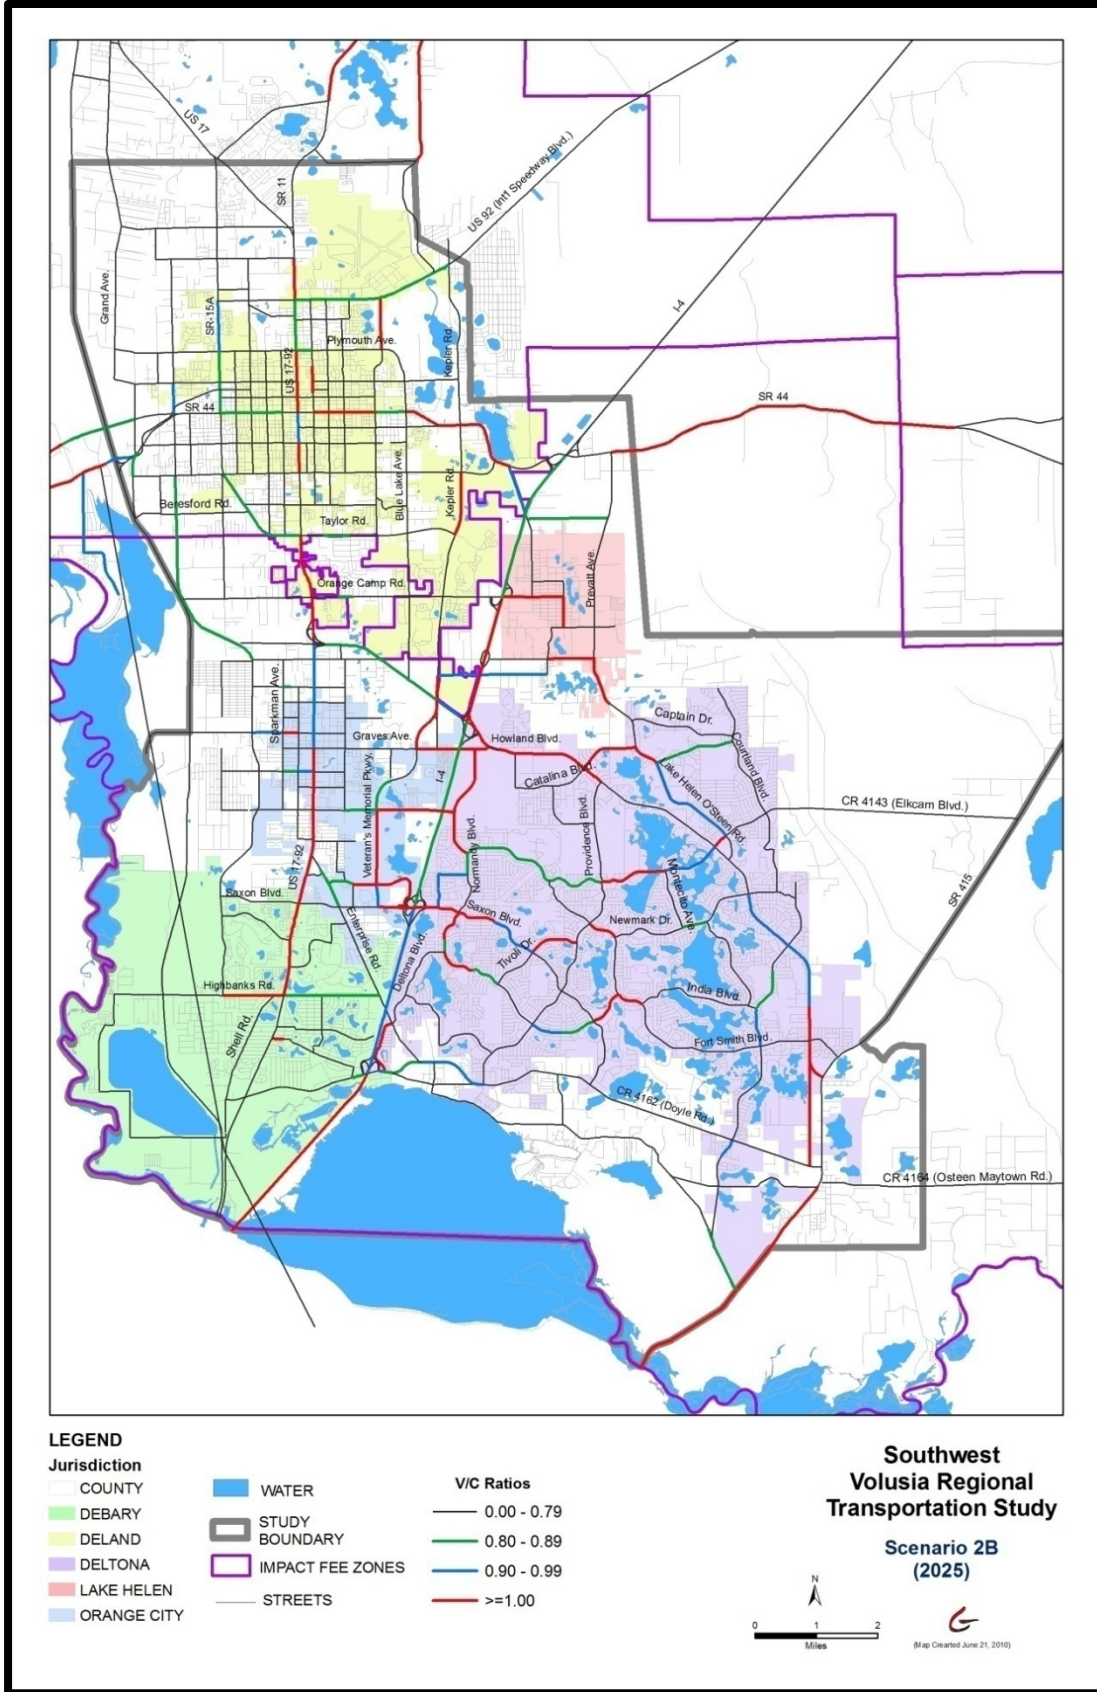 US 17
SR 11
US 92 (Int'l Speedway Blvd.)
Grand Ave.
SR-15A
I-4
Plymouth Ave.
Kepler Rd.
US 17-92
SR 44
SR 44
Blue Lake Ave.
Kepler Rd.
Beresford Rd.
Taylor Rd.
Orange Camp Rd.
Prevatt Ave.
Sparkman Ave.
Captain Dr.
Graves Ave.
Howland Blvd.
Courtland Blvd.
Veteran's Memorial Pkwy.
I-4
Catalina Blvd.
Lake Helen O'Steen Rd.
CR 4143 (Elkcam Blvd.)
Normandy Blvd.
Providence Blvd.
US 17-92
Montecito Ave.
SR 415
Saxon Blvd.
Saxon Blvd.
Newmark Dr.
Enterprise Rd.
Deltona Blvd.
Tivoli Dr.
Highbanks Rd.
India Blvd.
Shell Rd.
Fort Smith Blvd.
CR 4162 (Doyle Rd.)
CR 4164 (Osteen Maytown Rd.)
LEGEND
Jurisdiction
COUNTY
DEBARY
DELAND
DELTONA
LAKE HELEN
ORANGE CITY
WATER
STUDY
BOUNDARY
IMPACT FEE ZONES
STREETS
V/C Ratios
0.00 - 0.79
0.80 - 0.89
0.90 - 0.99
>=1.00
Southwest
Volusia Regional
Transportation Study
Scenario 2B
(2025)
N
0 1 2
Miles
(Map Crearted June 21, 2010)